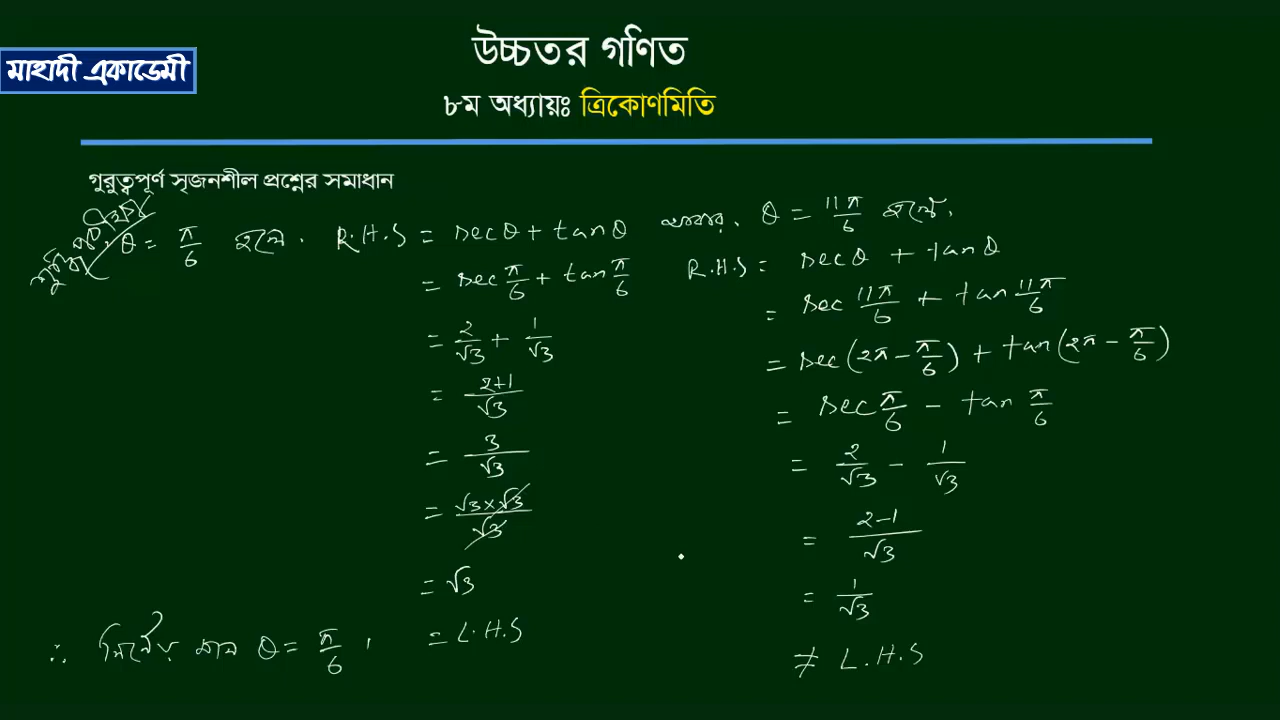 উচ্চতর গণিত
মাহাদী একাডেমী
৮ম অধ্যায়ঃ ত্রিকোণমিতি
গুরুত্বপূর্ণ সৃজনশীল প্রশ্নের সমাধান
θ = π/6 হলে, R.H.S = secθ + tanθ
= sec π/6 + tan π/6
= 2/√3 + 1/√3
= 2+1/√3
= 3/√3
= √3×√3/√3
= √3
= L.H.S
∴ নির্ণেয় মান θ = π/6 ।
আবার, θ = 11π/6 হলে,
R.H.S = secθ + tanθ
= sec 11π/6 + tan 11π/6
= sec(2π − π/6) + tan(2π − π/6)
= sec π/6 − tan π/6
= 2/√3 − 1/√3
= 2−1/√3
= 1/√3
≠ L.H.S